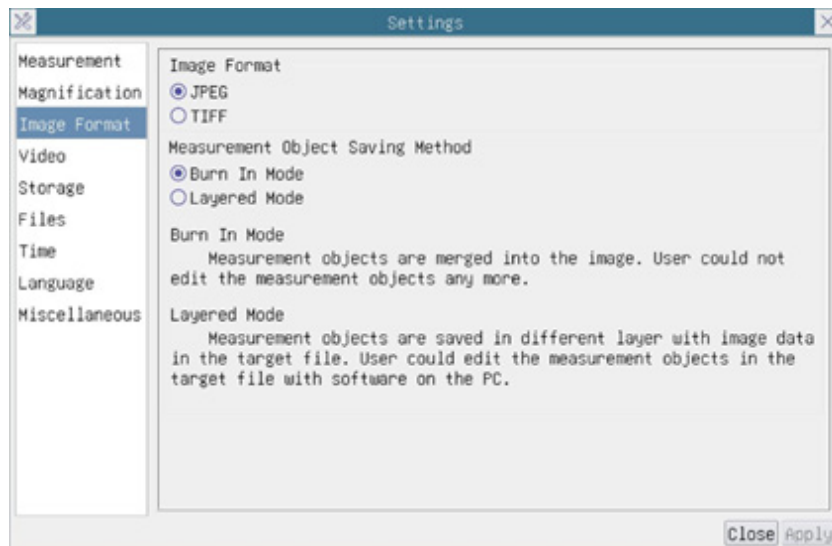 Settings
Measurement
Magnification
Image Format
Video
Storage
Files
Time
Language
Miscellaneous
Image Format
JPEG
TIFF
Measurement Object Saving Method
Burn In Mode
Layered Mode
Burn In Mode
Measurement objects are merged into the image. User could not
edit the measurement objects any more.
Layered Mode
Measurement objects are saved in different layer with image data
in the target file. User could edit the measurement objects in the
target file with software on the PC.
Close Apply